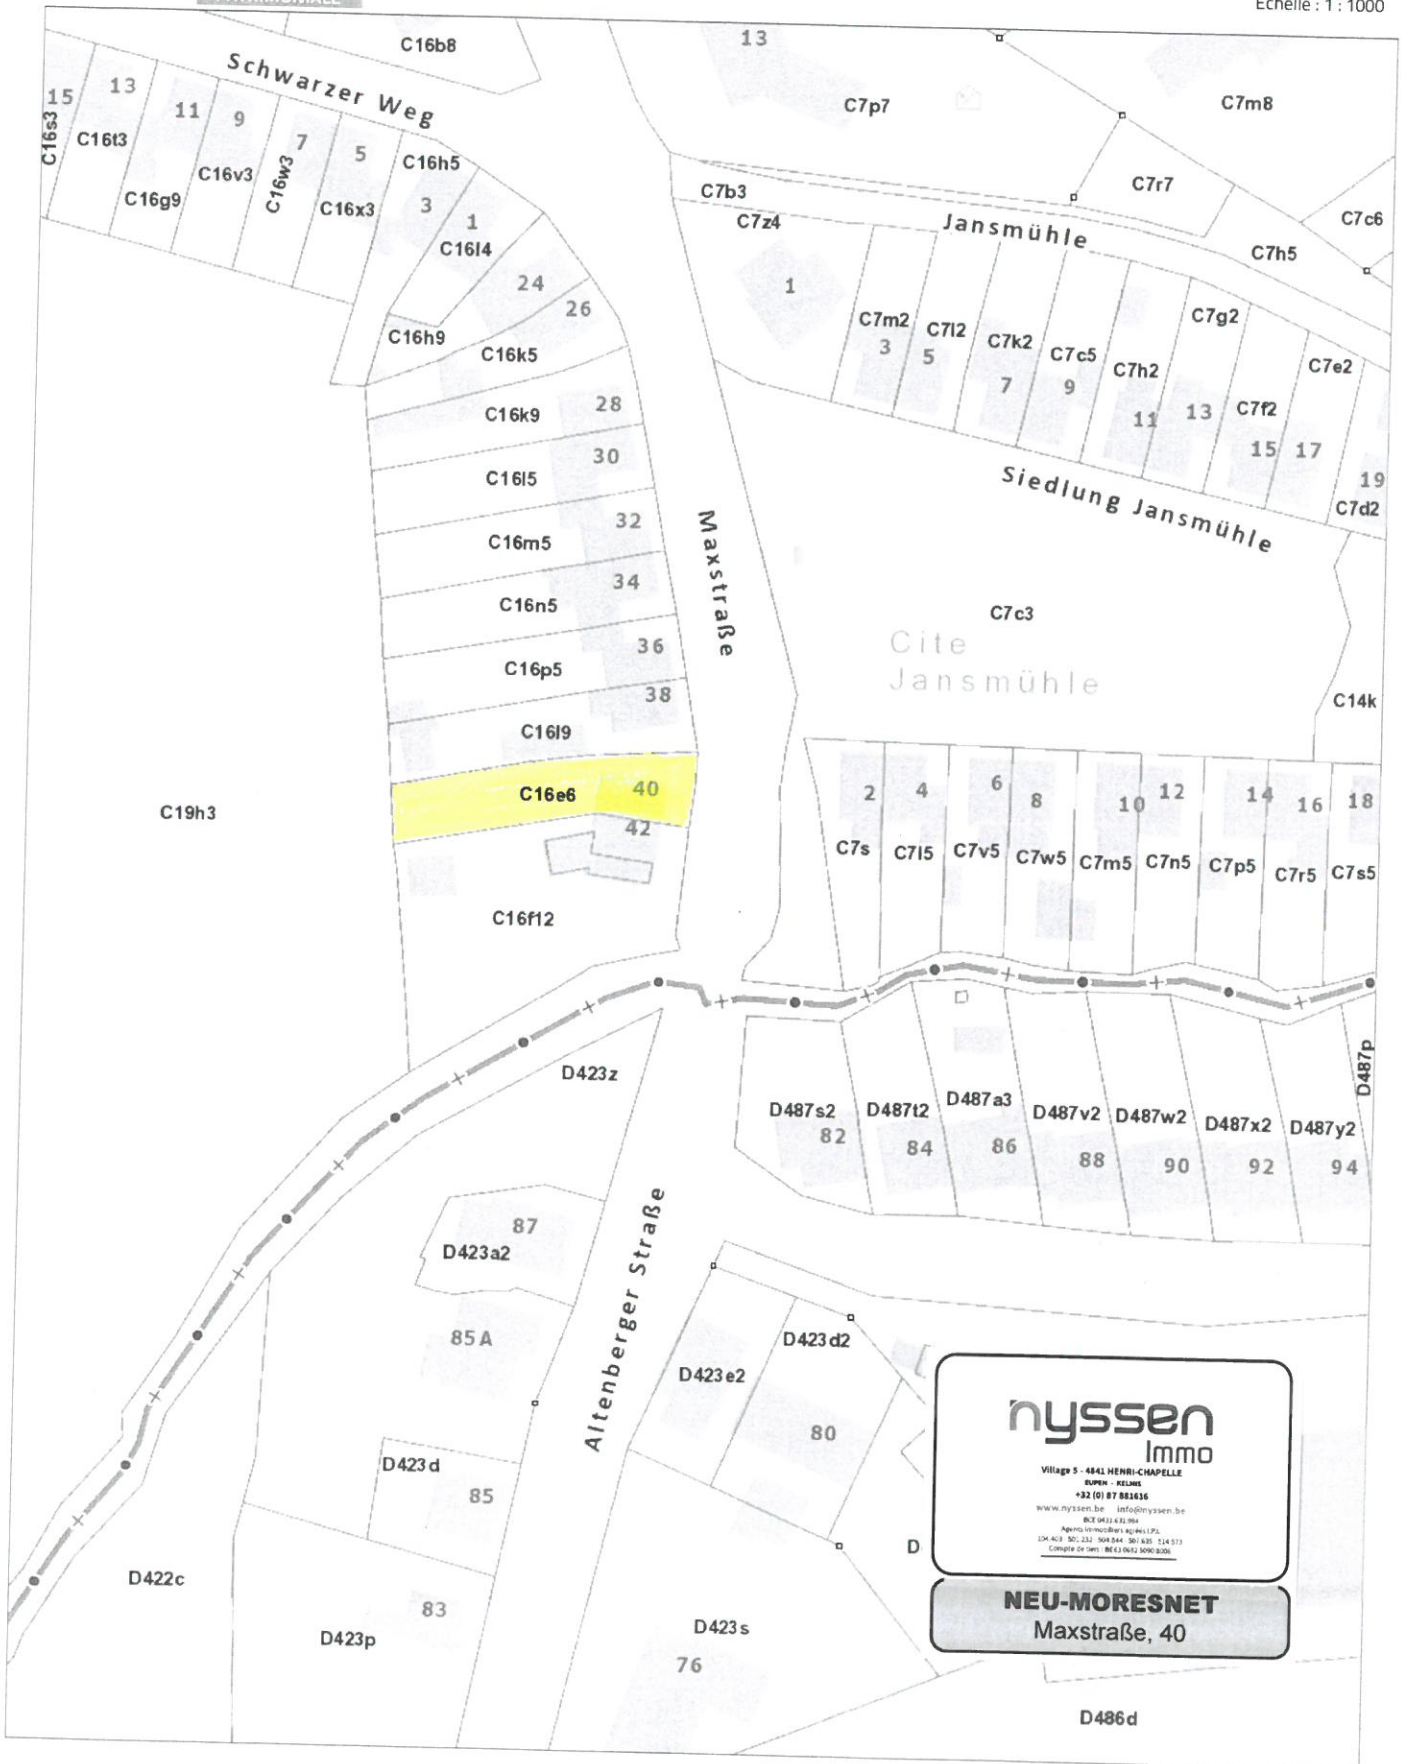 Echelle : 1 : 1000
C16b8
13
Schwarzer Weg
C7p7
C7m8
15
13
11
9
7
5
C16s3
C16t3
C16g9
C16v3
C16w3
C16x3
C16h5
3
1
C16l4
24
26
C16h9
C16k5
C7b3
C7z4
Jansmühle
C7r7
C7c6
C7h5
1
C7m2
3
C7l2
5
C7k2
7
C7c5
9
C7h2
11
C7g2
13
C7f2
15
C7e2
17
19
C7d2
C16k9
28
30
C16l5
32
C16m5
34
C16n5
36
C16p5
38
C16l9
Maxstraße
Siedlung Jansmühle
C7c3
Cite
Jansmühle
C14k
C19h3
C16e6
40
42
C16f12
2
4
6
8
10
12
14
16
18
C7s
C7l5
C7v5
C7w5
C7m5
C7n5
C7p5
C7r5
C7s5
D423z
D487p
D487s2
D487t2
D487a3
D487v2
D487w2
D487x2
D487y2
82
84
86
88
90
92
94
87
D423a2
85A
Altenberger Straße
D423e2
D423d2
80
D423d
85
D422c
83
D423p
D423s
76
D
D486d
nyssen
Immo
Village 5 - 4841 HENRI-CHAPELLE
EUPEN - KELMIS
+32 (0) 87 881616
www.nyssen.be info@nyssen.be
NEU-MORESNET
Maxstraße, 40